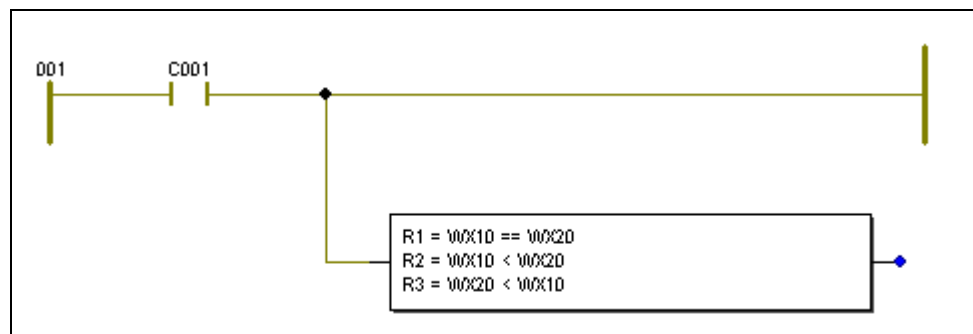 001
C001
R1 = WX10 == WX20
R2 = WX10 < WX20
R3 = WX20 < WX10